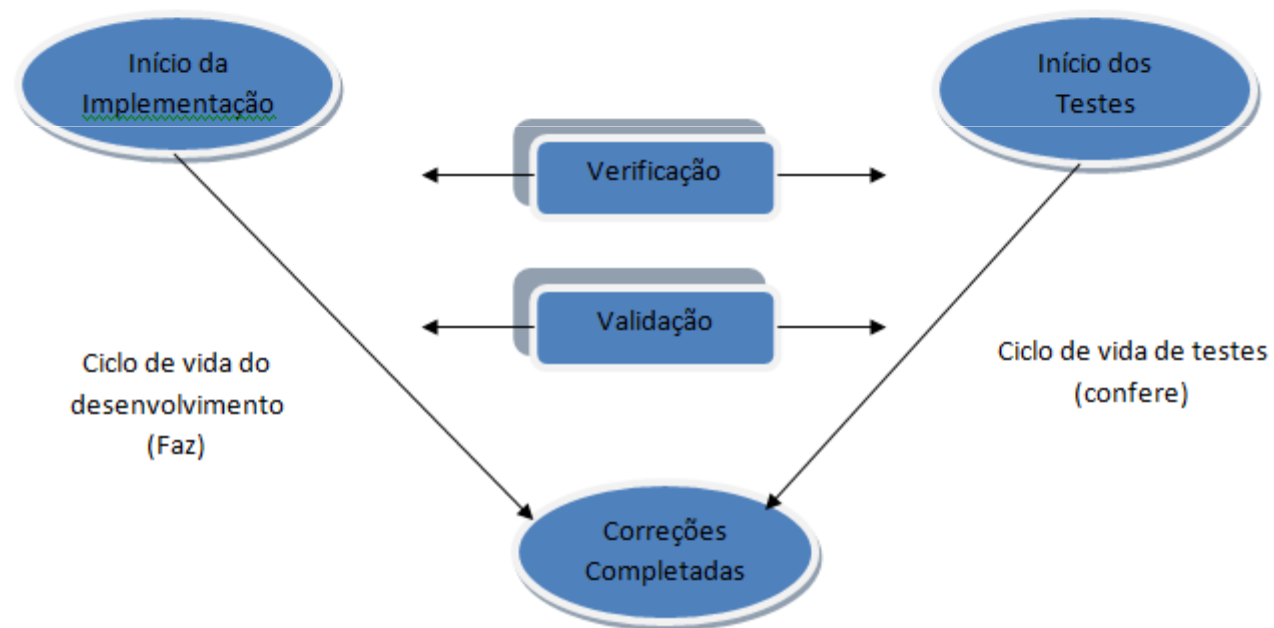 Início da
Implementação
Início dos
Testes
Verificação
Validação
Ciclo de vida do
desenvolvimento
(Faz)
Ciclo de vida de testes
(confere)
Correções
Completadas